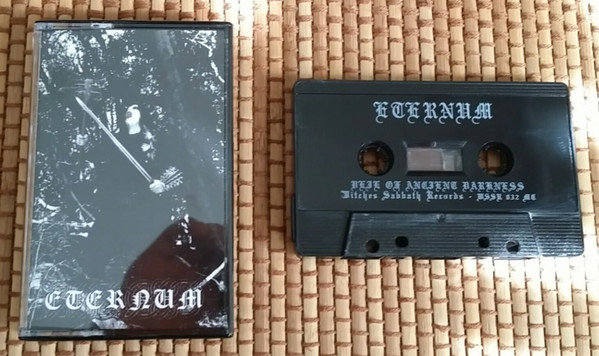 ETERNUM
ETERNUM
VEIL OF ANCIENT DARKNESS
Witches Sabbath Records - WSSR 032 MC